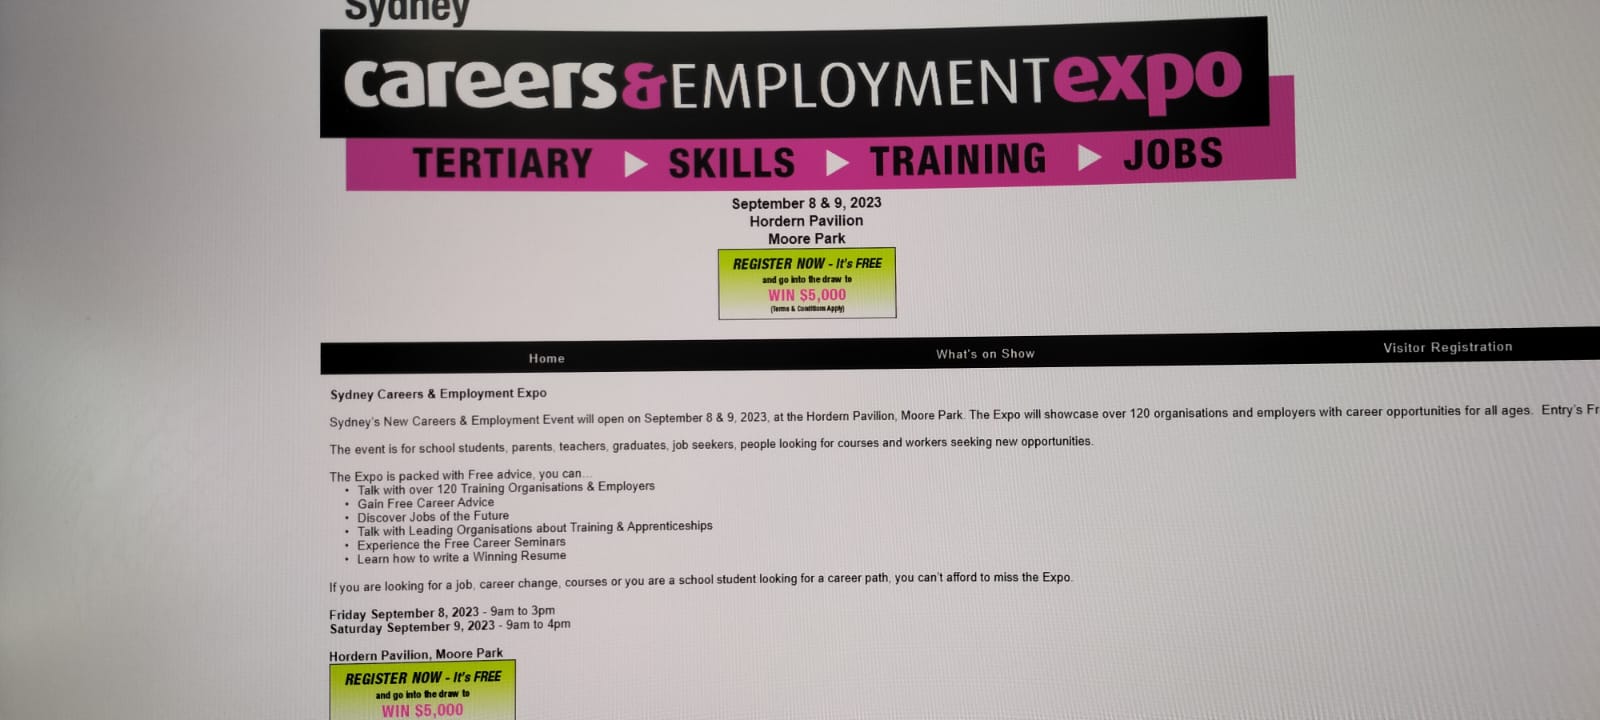 Sydney
careers&EMPLOYMENTexpo
TERTIARY SKILLS TRAINING JOBS
September 8 & 9, 2023
Hordern Pavilion
Moore Park
REGISTER NOW - It's FREE
and go into the draw to
WIN $5,000
(Terms & Conditions Apply)
Home What's on Show Visitor Registration
Sydney Careers & Employment Expo
Sydney's New Careers & Employment Event will open on September 8 & 9, 2023, at the Hordern Pavilion, Moore Park. The Expo will showcase over 120 organisations and employers with career opportunities for all ages. Entry's Fr
The event is for school students, parents, teachers, graduates, job seekers, people looking for courses and workers seeking new opportunities.
The Expo is packed with Free advice, you can...
• Talk with over 120 Training Organisations & Employers
• Gain Free Career Advice
• Discover Jobs of the Future
• Talk with Leading Organisations about Training & Apprenticeships
• Experience the Free Career Seminars
• Learn how to write a Winning Resume
If you are looking for a job, career change, courses or you are a school student looking for a career path, you can't afford to miss the Expo.
Friday September 8, 2023 - 9am to 3pm
Saturday September 9, 2023 - 9am to 4pm
Hordern Pavilion, Moore Park
REGISTER NOW - It's FREE
and go into the draw to
WIN $5,000